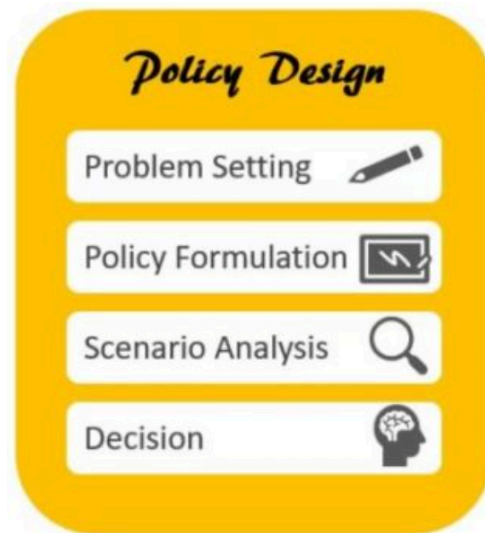 Policy Design
Problem Setting
Policy Formulation
Scenario Analysis
Decision